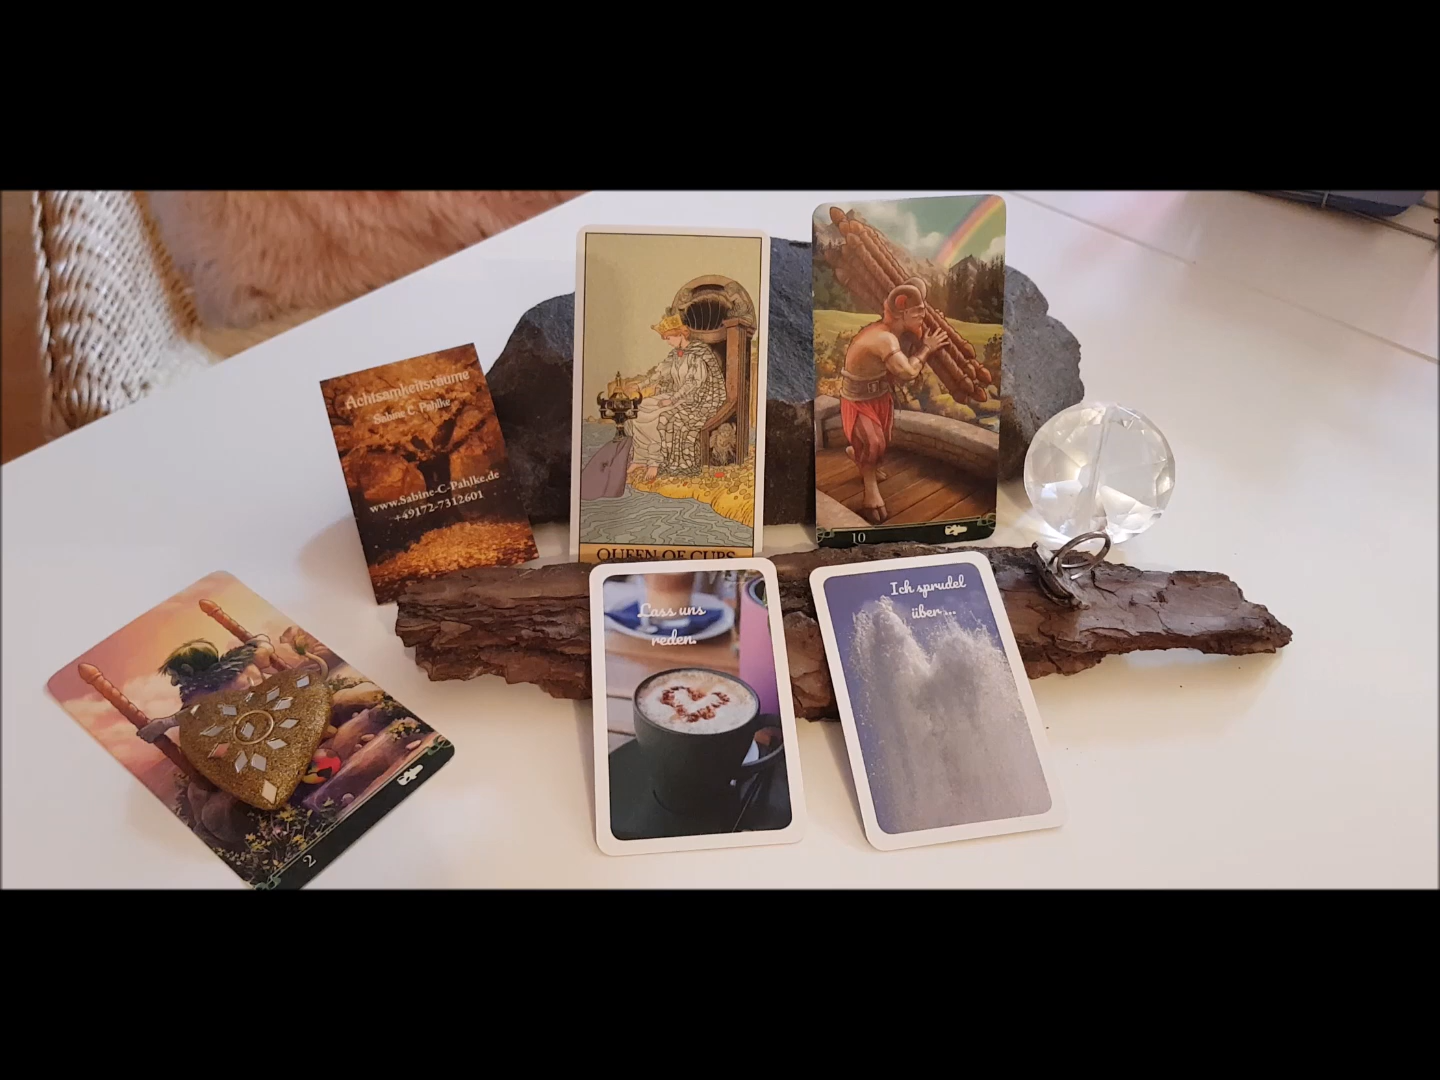 Achtsamkeitsräume
Sabine C. Pahlke
www.Sabine-C-Pahlke.de
+49172-7312601
QUEEN OF CUPS
10
2
Lass uns
reden.
Ich sprudel
über...